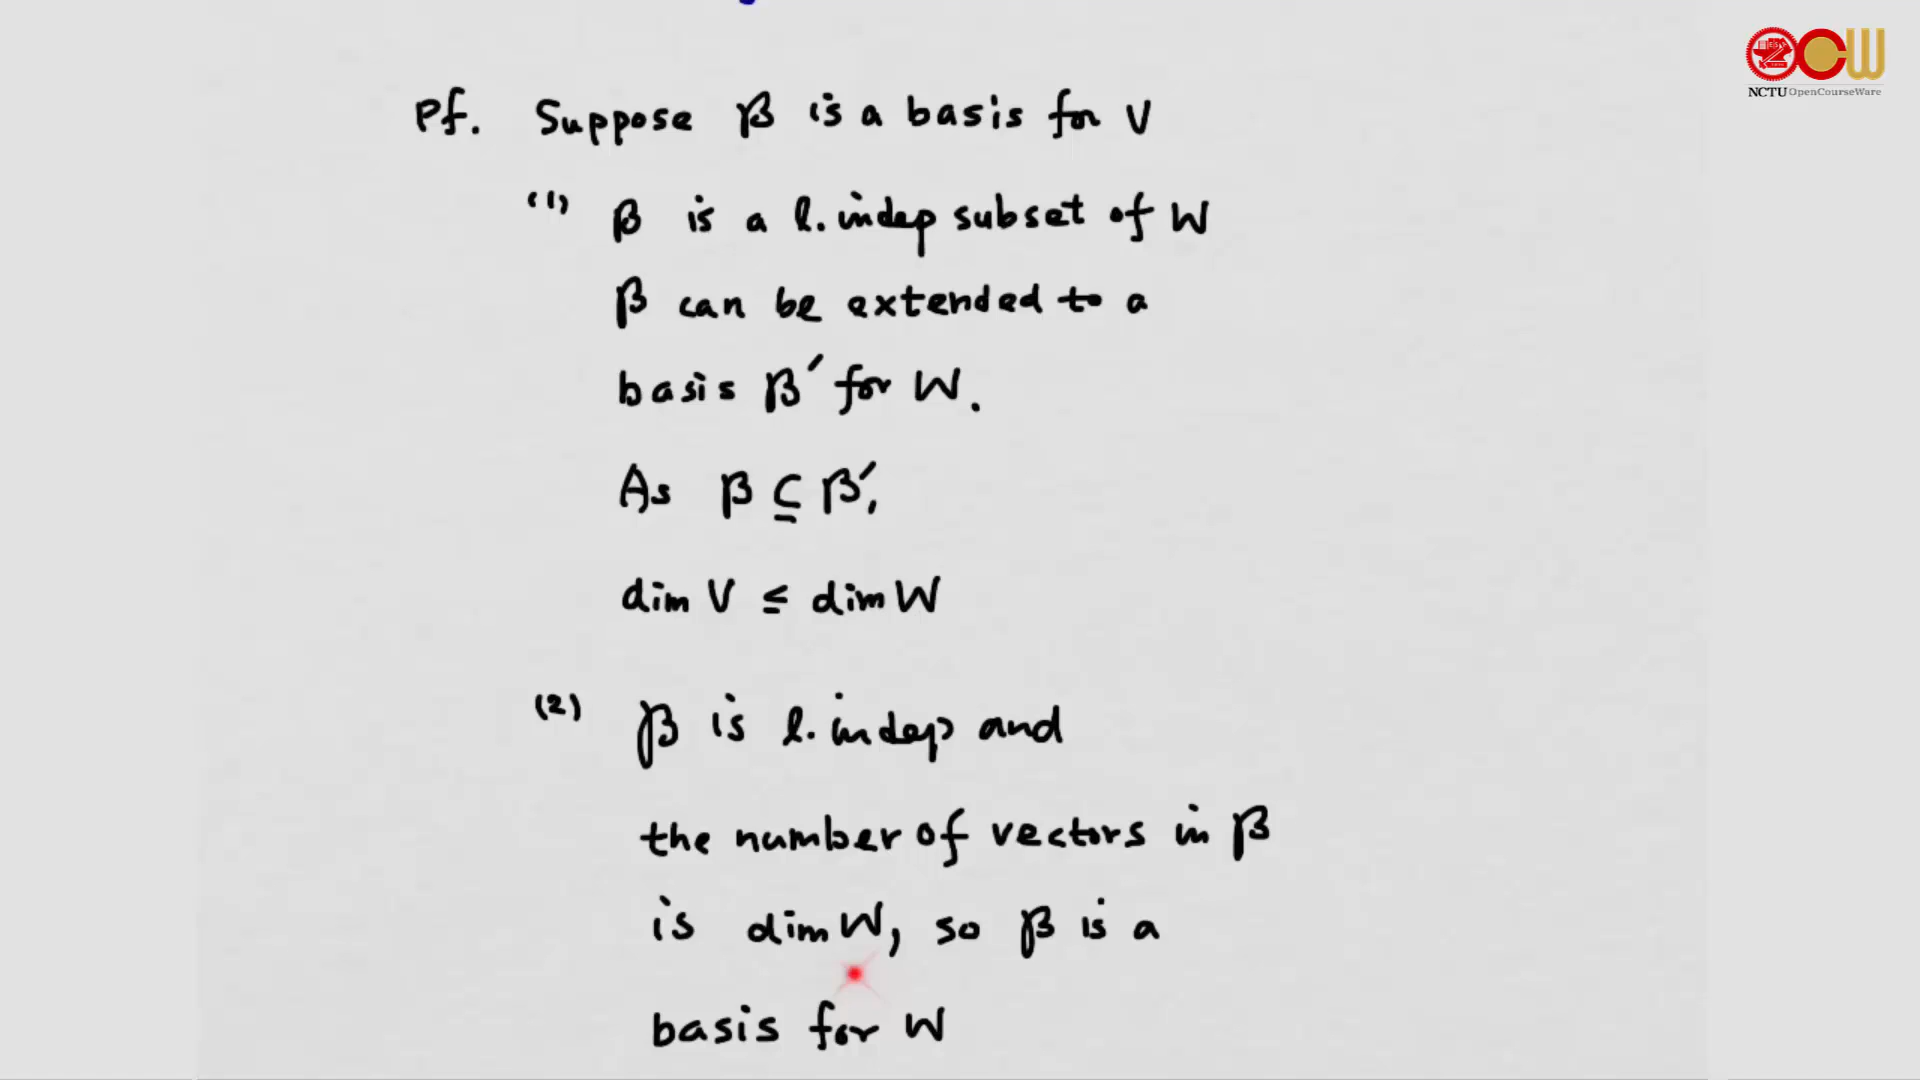 NCTU OpenCourseWare
Pf. Suppose β is a basis for V
(1) β is a l. indep subset of W
β can be extended to a
basis β′ for W.
As β ⊆ β′,
dim V ≤ dim W
(2) β is l. indep and
the number of vectors in β
is dim W, so β is a
basis for W